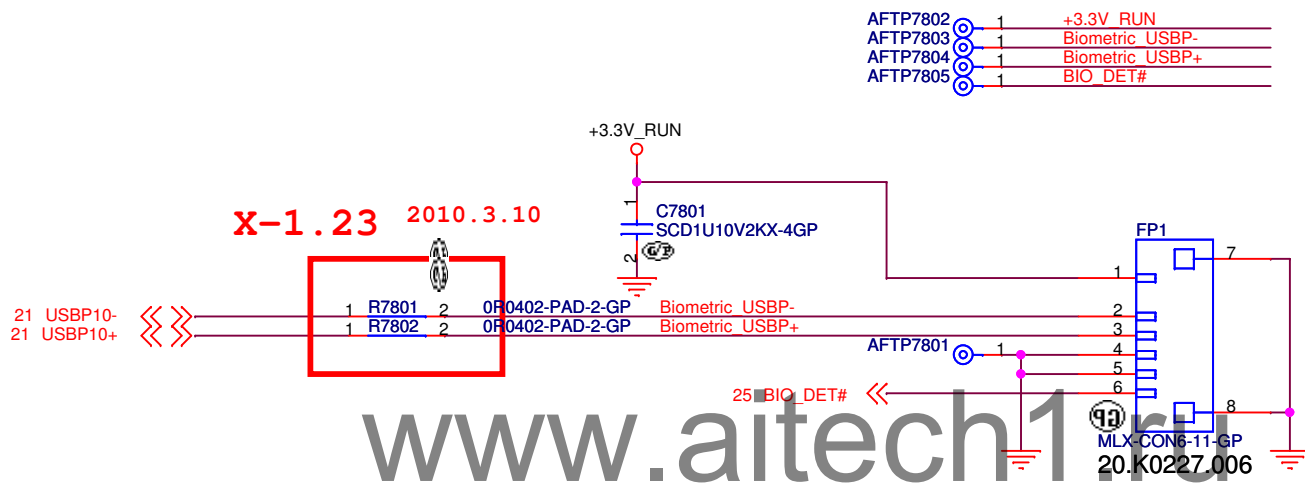 AFTP7802 1 +3.3V_RUN
AFTP7803 1 Biometric_USBP-
AFTP7804 1 Biometric_USBP+
AFTP7805 1 BIO_DET#
+3.3V_RUN
X-1.23 2010.3.10
1
C7801
SCD1U10V2KX-4GP
2
FP1
7
1
21 USBP10- 1 R7801 2 0R0402-PAD-2-GP Biometric_USBP- 2
21 USBP10+ 1 R7802 2 0R0402-PAD-2-GP Biometric_USBP+ 3
AFTP7801 1 4
5
25 BIO_DET# 6
8
GP
MLX-CON6-11-GP
20.K0227.006
www.aitech1.ru